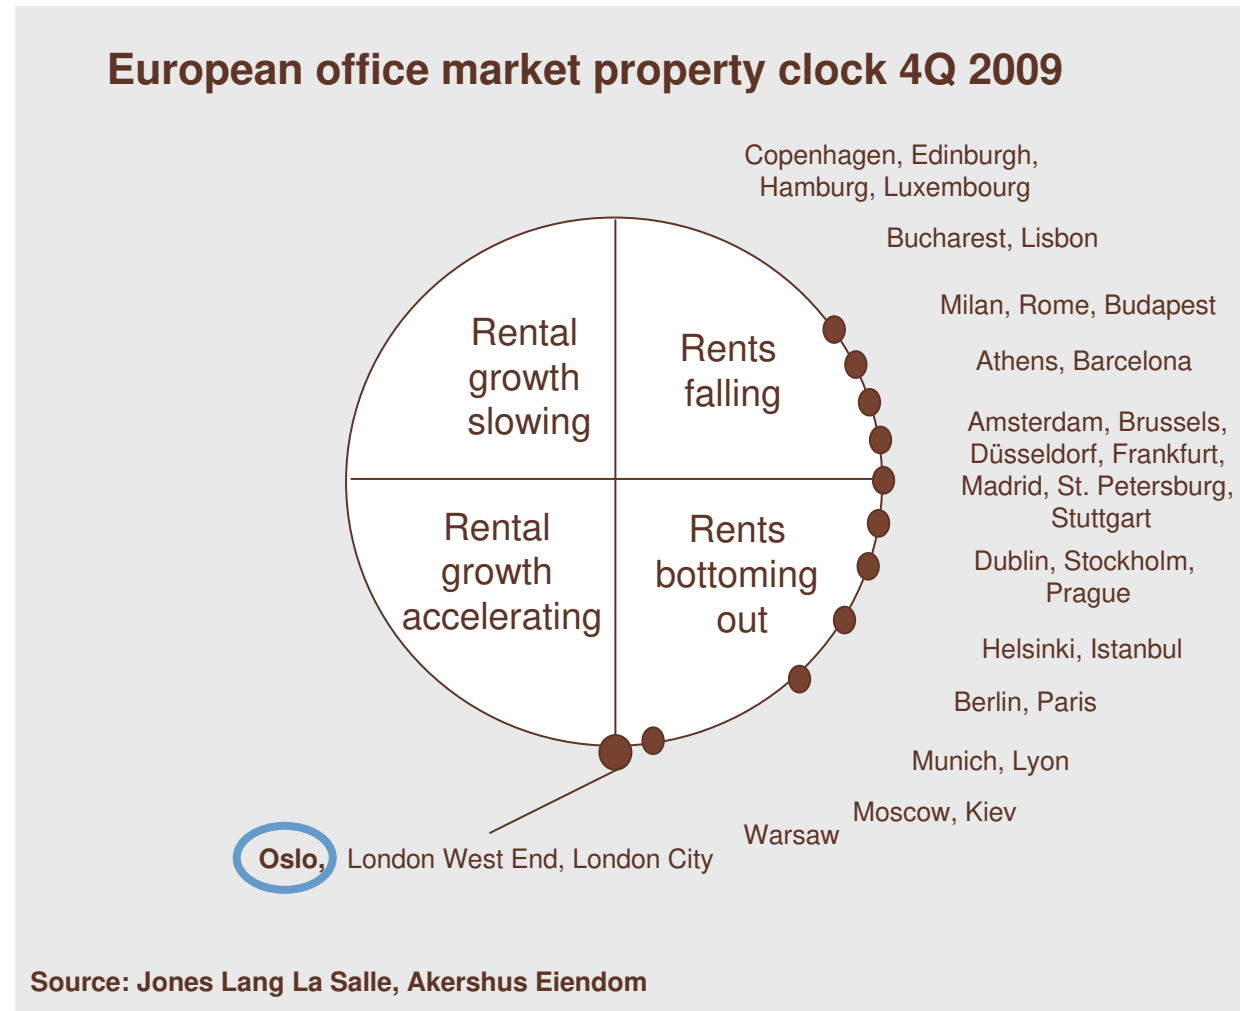 European office market property clock 4Q 2009
Copenhagen, Edinburgh,
Hamburg, Luxembourg
Bucharest, Lisbon
Milan, Rome, Budapest
Athens, Barcelona
Amsterdam, Brussels,
Düsseldorf, Frankfurt,
Madrid, St. Petersburg,
Stuttgart
Dublin, Stockholm,
Prague
Helsinki, Istanbul
Berlin, Paris
Munich, Lyon
Moscow, Kiev
Warsaw
Rental
growth
slowing
Rents
falling
Rental
growth
accelerating
Rents
bottoming
out
Oslo, London West End, London City
Source: Jones Lang La Salle, Akershus Eiendom